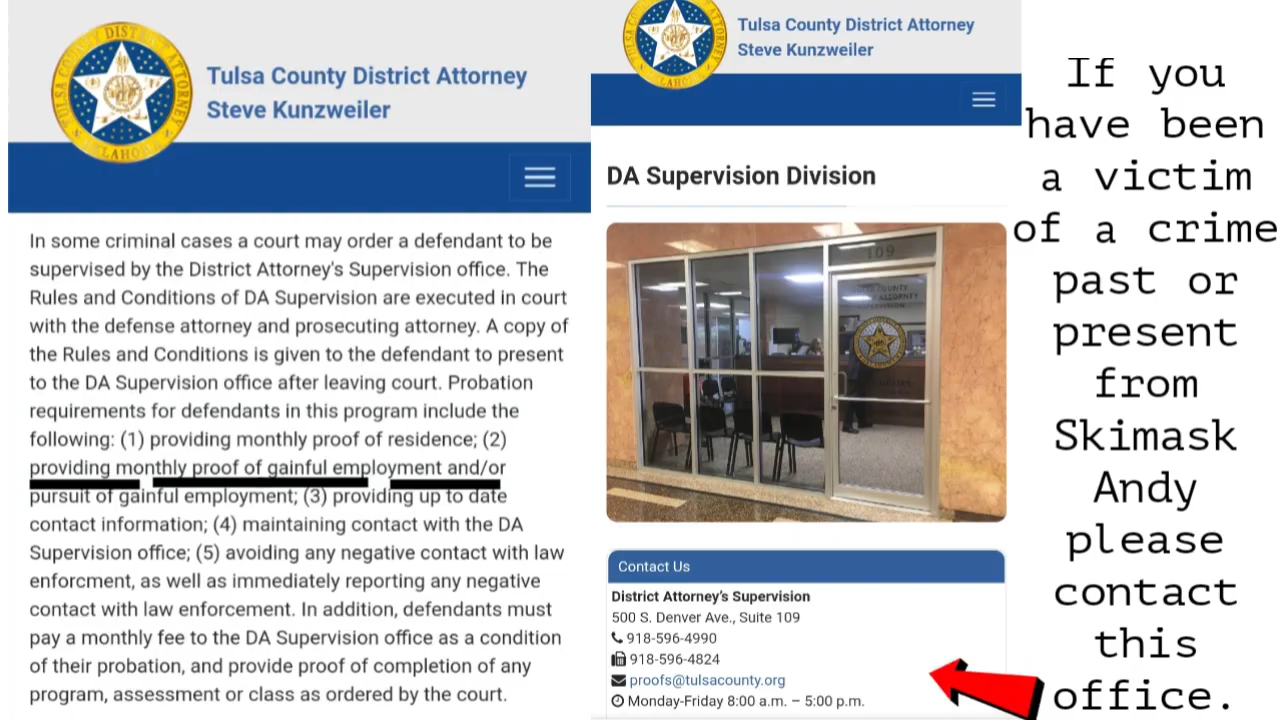 TULSA COUNTY DISTRICT ATTORNEY
OKLAHOMA
Tulsa County District Attorney
Steve Kunzweiler
In some criminal cases a court may order a defendant to be
supervised by the District Attorney's Supervision office. The
Rules and Conditions of DA Supervision are executed in court
with the defense attorney and prosecuting attorney. A copy of
the Rules and Conditions is given to the defendant to present
to the DA Supervision office after leaving court. Probation
requirements for defendants in this program include the
following: (1) providing monthly proof of residence; (2)
providing monthly proof of gainful employment and/or
pursuit of gainful employment; (3) providing up to date
contact information; (4) maintaining contact with the DA
Supervision office; (5) avoiding any negative contact with law
enforcment, as well as immediately reporting any negative
contact with law enforcement. In addition, defendants must
pay a monthly fee to the DA Supervision office as a condition
of their probation, and provide proof of completion of any
program, assessment or class as ordered by the court.
Tulsa County District Attorney
Steve Kunzweiler
DA Supervision Division
109
TULSA COUNTY
DISTRICT ATTORNEY
SUPERVISION
Contact Us
District Attorney's Supervision
500 S. Denver Ave., Suite 109
918-596-4990
918-596-4824
proofs@tulsacounty.org
Monday-Friday 8:00 a.m. – 5:00 p.m.
If you
have been
a victim
of a crime
past or
present
from
Skimask
Andy
please
contact
this
office.